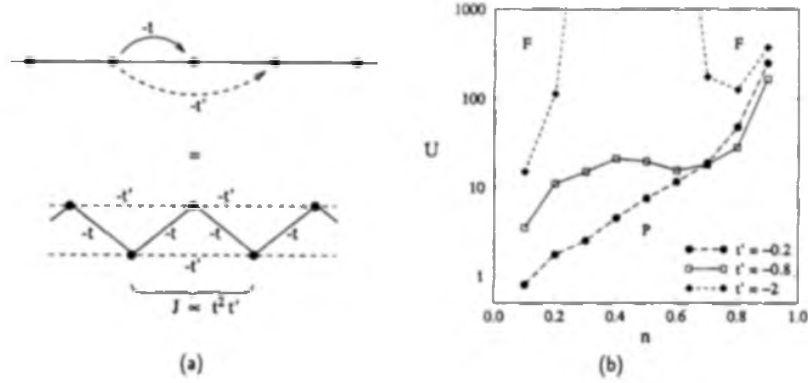 -t
-t'
=
-t' -t'
-t -t -t -t
-t'
J ∝ t² t'
(a)
1000
100
10
1
U
F F
P
t' = -0.2
t' = -0.8
t' = -2
0.0 0.2 0.4 0.6 0.8 1.0
n
(b)